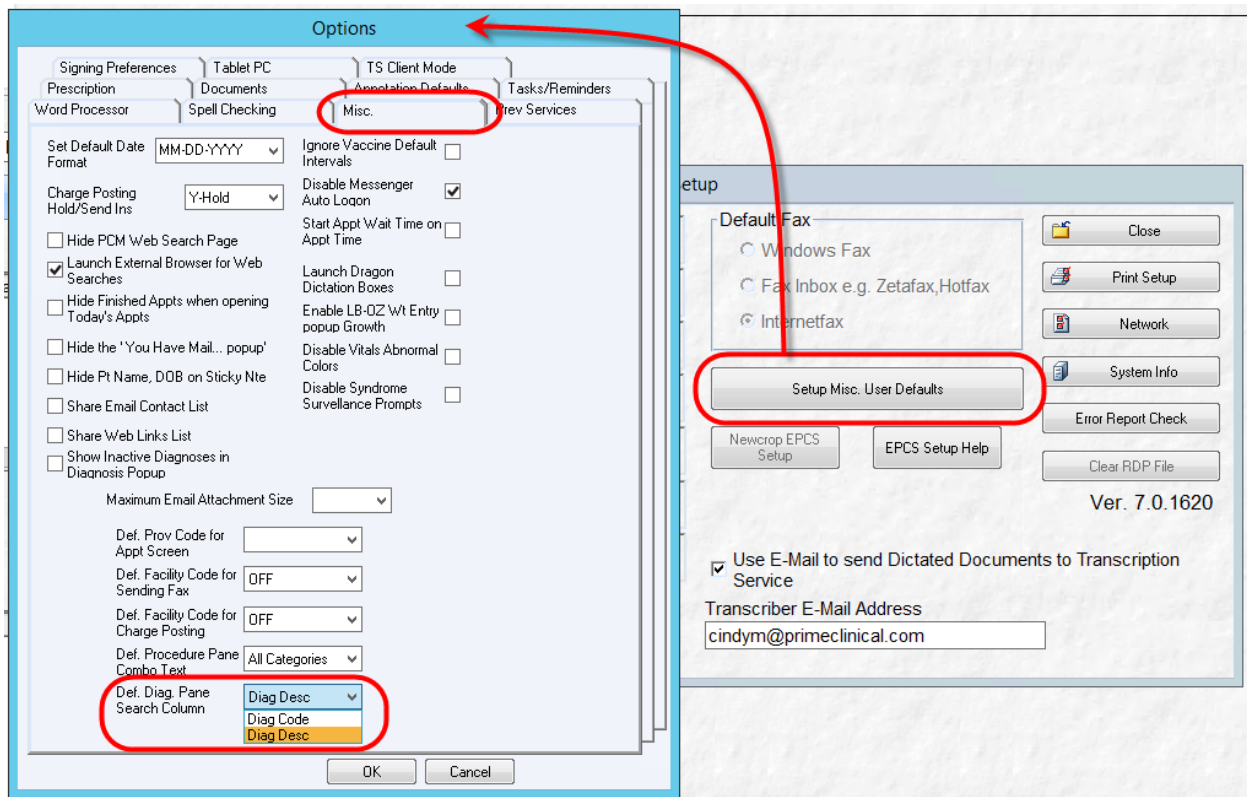 Options
Signing Preferences
Tablet PC
TS Client Mode
Prescription
Documents
Annotation Defaults
Tasks/Reminders
Word Processor
Spell Checking
Misc.
Prev Services
Set Default Date
Format
MM-DD-YYYY
Charge Posting
Hold/Send Ins
Y-Hold
Hide PCM Web Search Page
Launch External Browser for Web
Searches
Hide Finished Appts when opening
Today's Appts
Hide the 'You Have Mail... popup'
Hide Pt Name, DOB on Sticky Nte
Share Email Contact List
Share Web Links List
Show Inactive Diagnoses in
Diagnosis Popup
Ignore Vaccine Default
Intervals
Disable Messenger
Auto Logon
Start Appt Wait Time on
Appt Time
Launch Dragon
Dictation Boxes
Enable LB-OZ Wt Entry
popup Growth
Disable Vitals Abnormal
Colors
Disable Syndrome
Survellance Prompts
Maximum Email Attachment Size
Def. Prov Code for
Appt Screen
Def. Facility Code for
Sending Fax
OFF
Def. Facility Code for
Charge Posting
OFF
Def. Procedure Pane
Combo Text
All Categories
Def. Diag. Pane
Search Column
Diag Desc
Diag Code
Diag Desc
OK
Cancel
etup
Default Fax
Windows Fax
Fax Inbox e.g. Zetafax,Hotfax
Internetfax
Setup Misc. User Defaults
Newcrop EPCS
Setup
EPCS Setup Help
Close
Print Setup
Network
System Info
Error Report Check
Clear RDP File
Ver. 7.0.1620
Use E-Mail to send Dictated Documents to Transcription
Service
Transcriber E-Mail Address
cindym@primeclinical.com